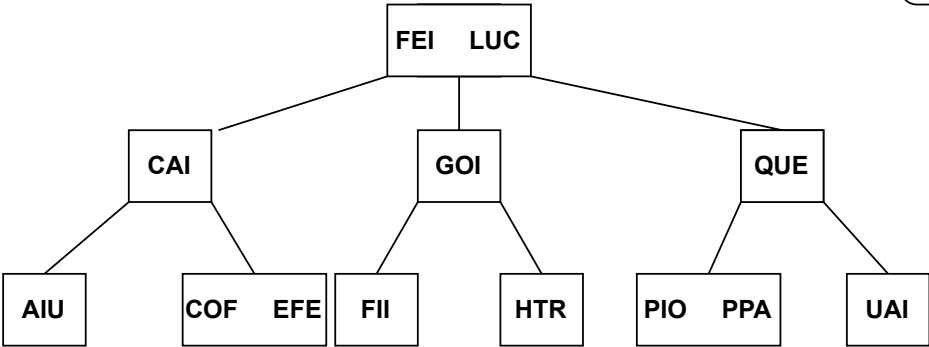 FEI LUC
CAI GOI QUE
AIU COF EFE FII HTR PIO PPA UAI